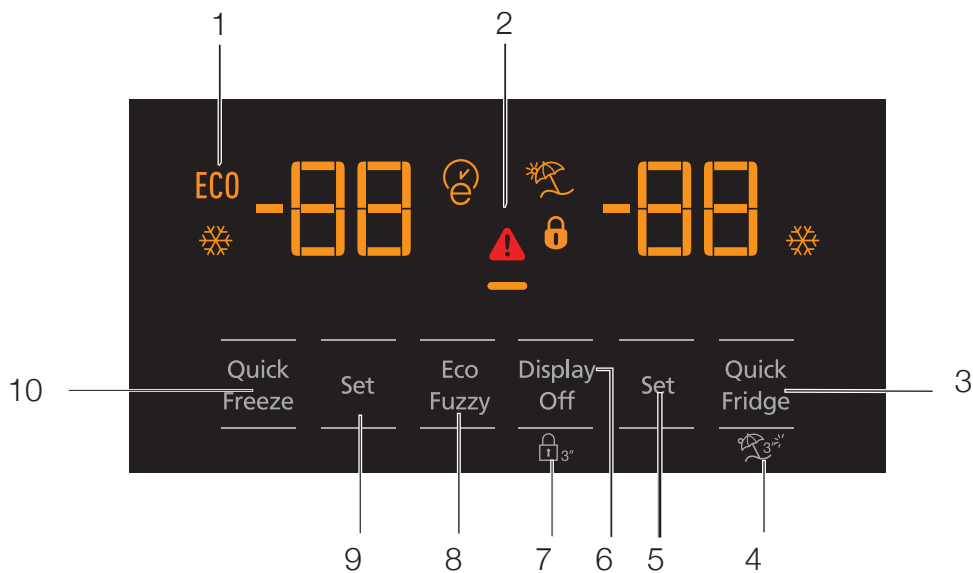 1
2
ECO
-88
e
-88
Quick
Freeze
Set
Eco
Fuzzy
Display
Off
Set
Quick
Fridge
10
3
3"
3"
9
8
7
6
5
4